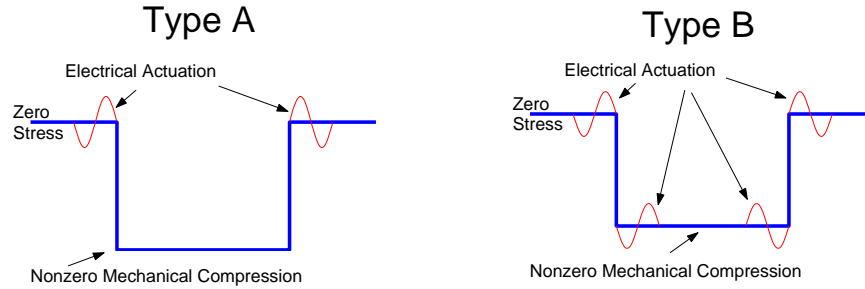 Type A
Electrical Actuation
Zero
Stress
Nonzero Mechanical Compression
Type B
Electrical Actuation
Zero
Stress
Nonzero Mechanical Compression